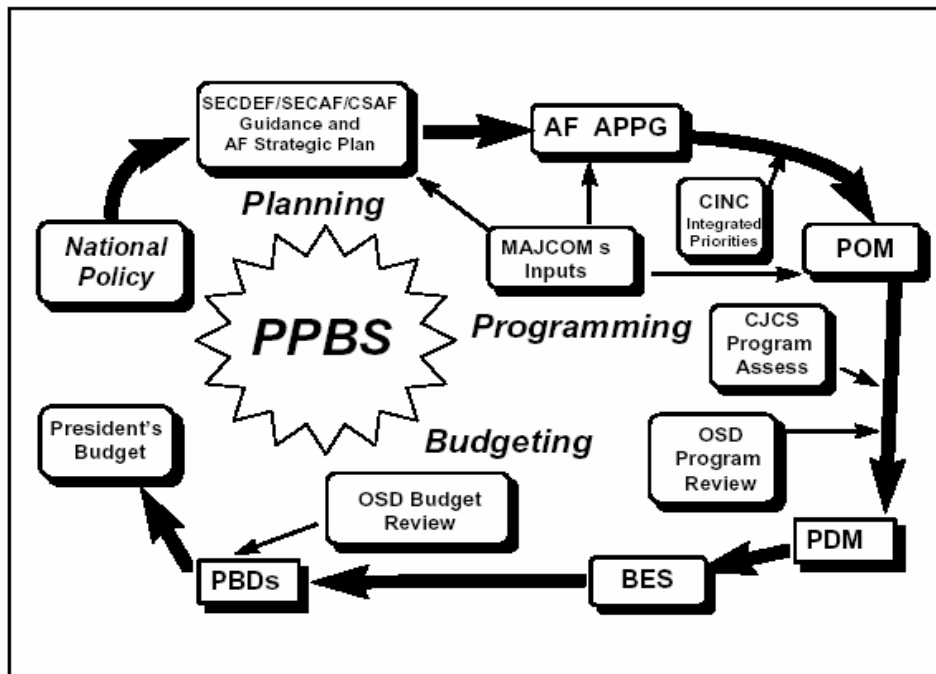 SECDEF/SECAF/CSAF
Guidance and
AF Strategic Plan
AF APPG
Planning
CINC
Integrated
Priorities
National
Policy
MAJCOM s
Inputs
POM
PPBS
Programming
CJCS
Program
Assess
President's
Budget
Budgeting
OSD
Program
Review
OSD Budget
Review
PDM
PBDs
BES